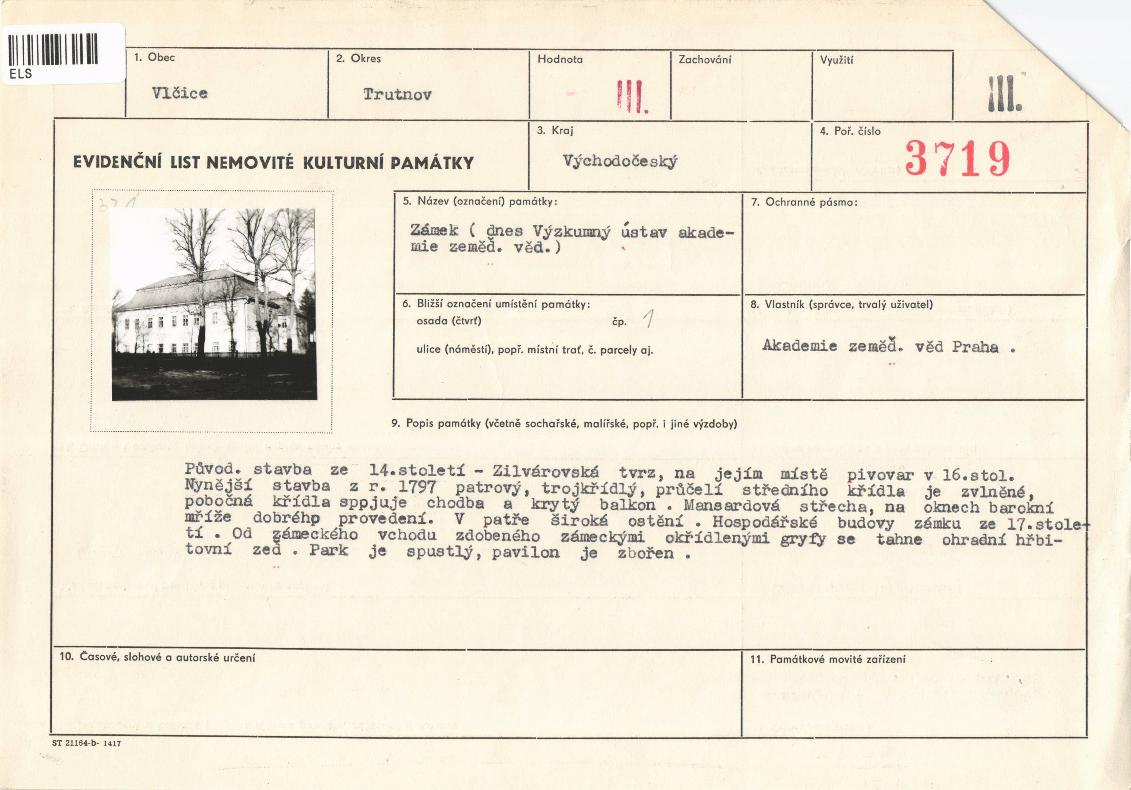 ELS
1. Obec
Vlčice
2. Okres
Trutnov
Hodnota
III.
Zachování
Využití
III.
EVIDENČNÍ LIST NEMOVITÉ KULTURNÍ PAMÁTKY
3. Kraj
Východočeský
4. Poř. číslo
3719
5. Název (označení) památky:
Zámek ( dnes Výzkumný ústav akade-
mie zeměd. věd.)
7. Ochranné pásmo:
6. Bližší označení umístění památky:
osada (čtvrť) čp. 1
ulice (náměstí), popř. místní trať, č. parcely aj.
8. Vlastník (správce, trvalý uživatel)
Akademie zeměd. věd Praha .
9. Popis památky (včetně sochařské, malířské, popř. i jiné výzdoby)
Původ. stavba ze 14.století - Zilvárovská tvrz, na jejím místě pivovar v 16.stol.
Nynější stavba z r. 1797 patrový, trojkřídlý, průčelí středního křídla je zvlněné,
pobočná křídla sppjuje chodba a krytý balkon . Mansardová střecha, na oknech barokní
mříže dobréhp provedení. V patře široká ostění . Hospodářské budovy zámku ze 17.stole-
tí . Od zámeckého vchodu zdobeného zámeckými okřídlenými gryfy se tahne ohradní hřbi-
tovní zeď . Park je spustlý, pavilon je zbořen .
10. Časové, slohové a autorské určení
11. Památkové movité zařízení
ST 21164-b- 1417